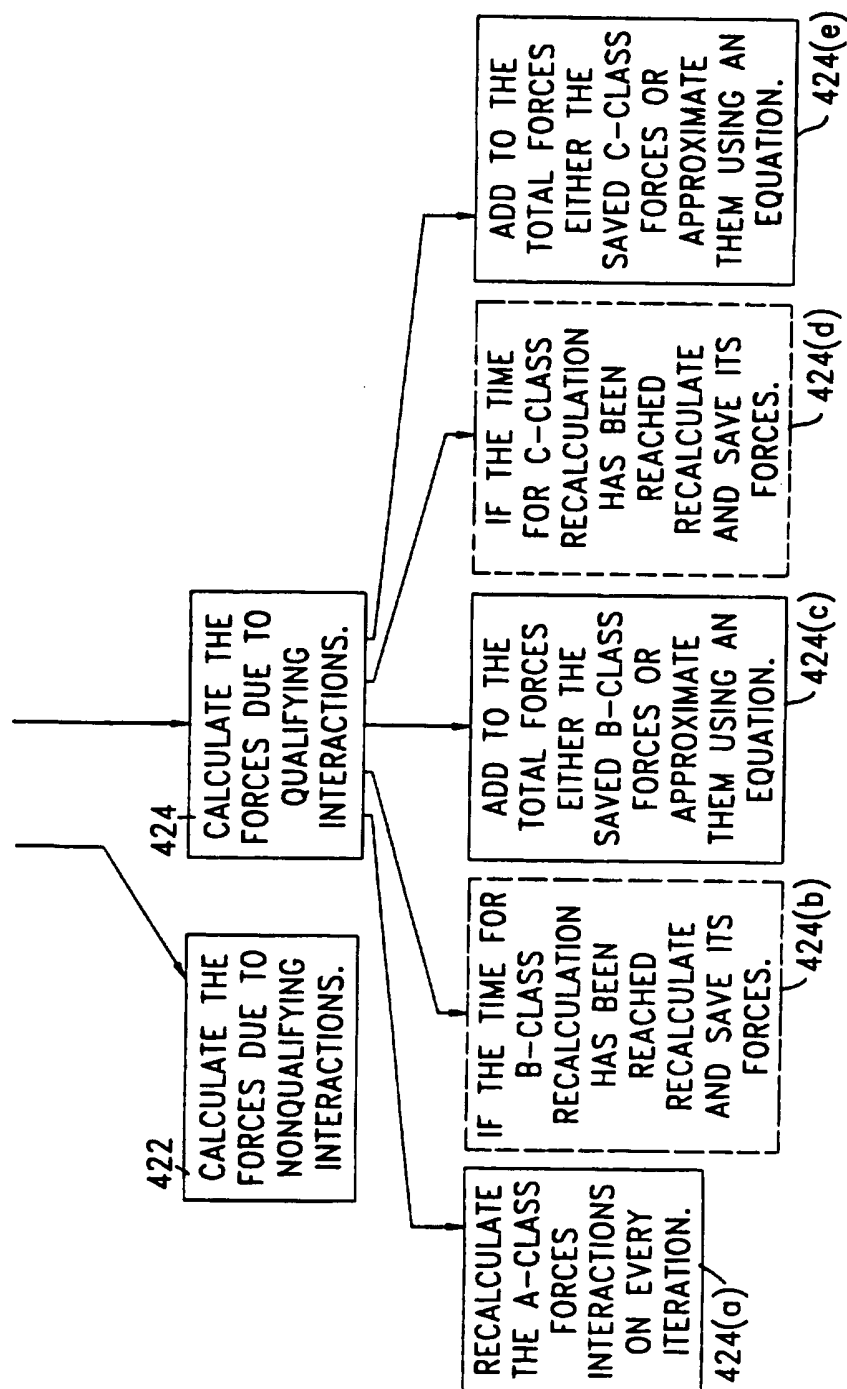 422
CALCULATE THE
FORCES DUE TO
NONQUALIFYING
INTERACTIONS.
424
CALCULATE THE
FORCES DUE TO
QUALIFYING
INTERACTIONS.
RECALCULATE
THE A-CLASS
FORCES
INTERACTIONS
ON EVERY
ITERATION.
424(a)
IF THE TIME FOR
B-CLASS
RECALCULATION
HAS BEEN
REACHED
RECALCULATE
AND SAVE ITS
FORCES.
424(b)
ADD TO THE
TOTAL FORCES
EITHER THE
SAVED B-CLASS
FORCES OR
APPROXIMATE
THEM USING AN
EQUATION.
424(c)
IF THE TIME
FOR C-CLASS
RECALCULATION
HAS BEEN
REACHED
RECALCULATE
AND SAVE ITS
FORCES.
424(d)
ADD TO THE
TOTAL FORCES
EITHER THE
SAVED C-CLASS
FORCES OR
APPROXIMATE
THEM USING AN
EQUATION.
424(e)